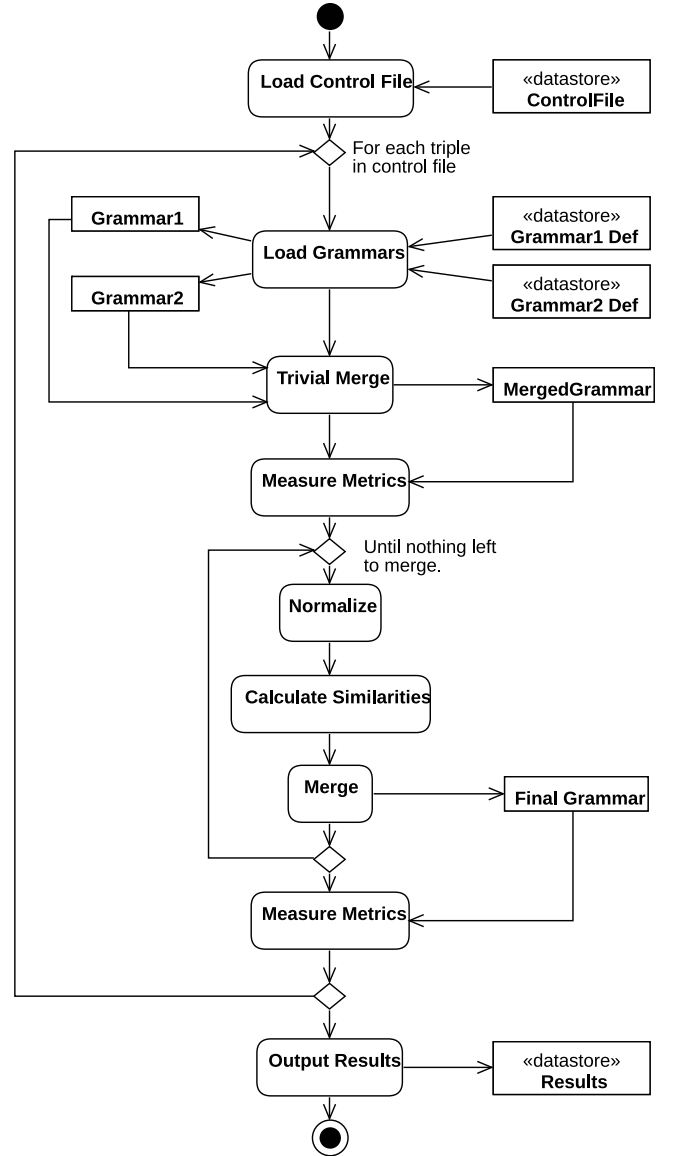 Load Control File
«datastore»
ControlFile
For each triple
in control file
Grammar1
«datastore»
Grammar1 Def
Load Grammars
Grammar2
«datastore»
Grammar2 Def
Trivial Merge
MergedGrammar
Measure Metrics
Until nothing left
to merge.
Normalize
Calculate Similarities
Merge
Final Grammar
Measure Metrics
Output Results
«datastore»
Results